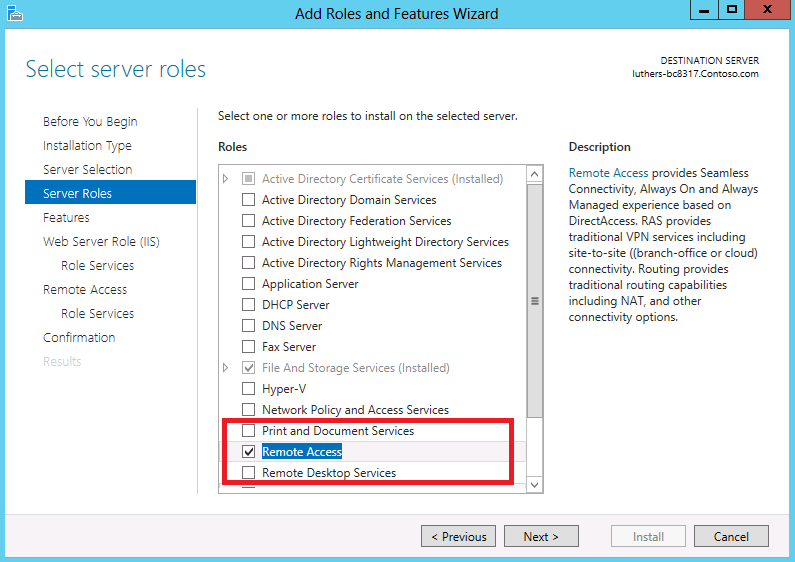 Add Roles and Features Wizard
Select server roles
DESTINATION SERVER
luthers-bc8317.Contoso.com
Before You Begin
Installation Type
Server Selection
Server Roles
Features
Web Server Role (IIS)
Role Services
Remote Access
Role Services
Confirmation
Results
Select one or more roles to install on the selected server.
Roles
Active Directory Certificate Services (Installed)
Active Directory Domain Services
Active Directory Federation Services
Active Directory Lightweight Directory Services
Active Directory Rights Management Services
Application Server
DHCP Server
DNS Server
Fax Server
File And Storage Services (Installed)
Hyper-V
Network Policy and Access Services
Print and Document Services
Remote Access
Remote Desktop Services
Description
Remote Access provides Seamless
Connectivity, Always On and Always
Managed experience based on
DirectAccess. RAS provides
traditional VPN services including
site-to-site ((branch-office or cloud)
connectivity. Routing provides
traditional routing capabilities
including NAT, and other
connectivity options.
< Previous
Next >
Install
Cancel